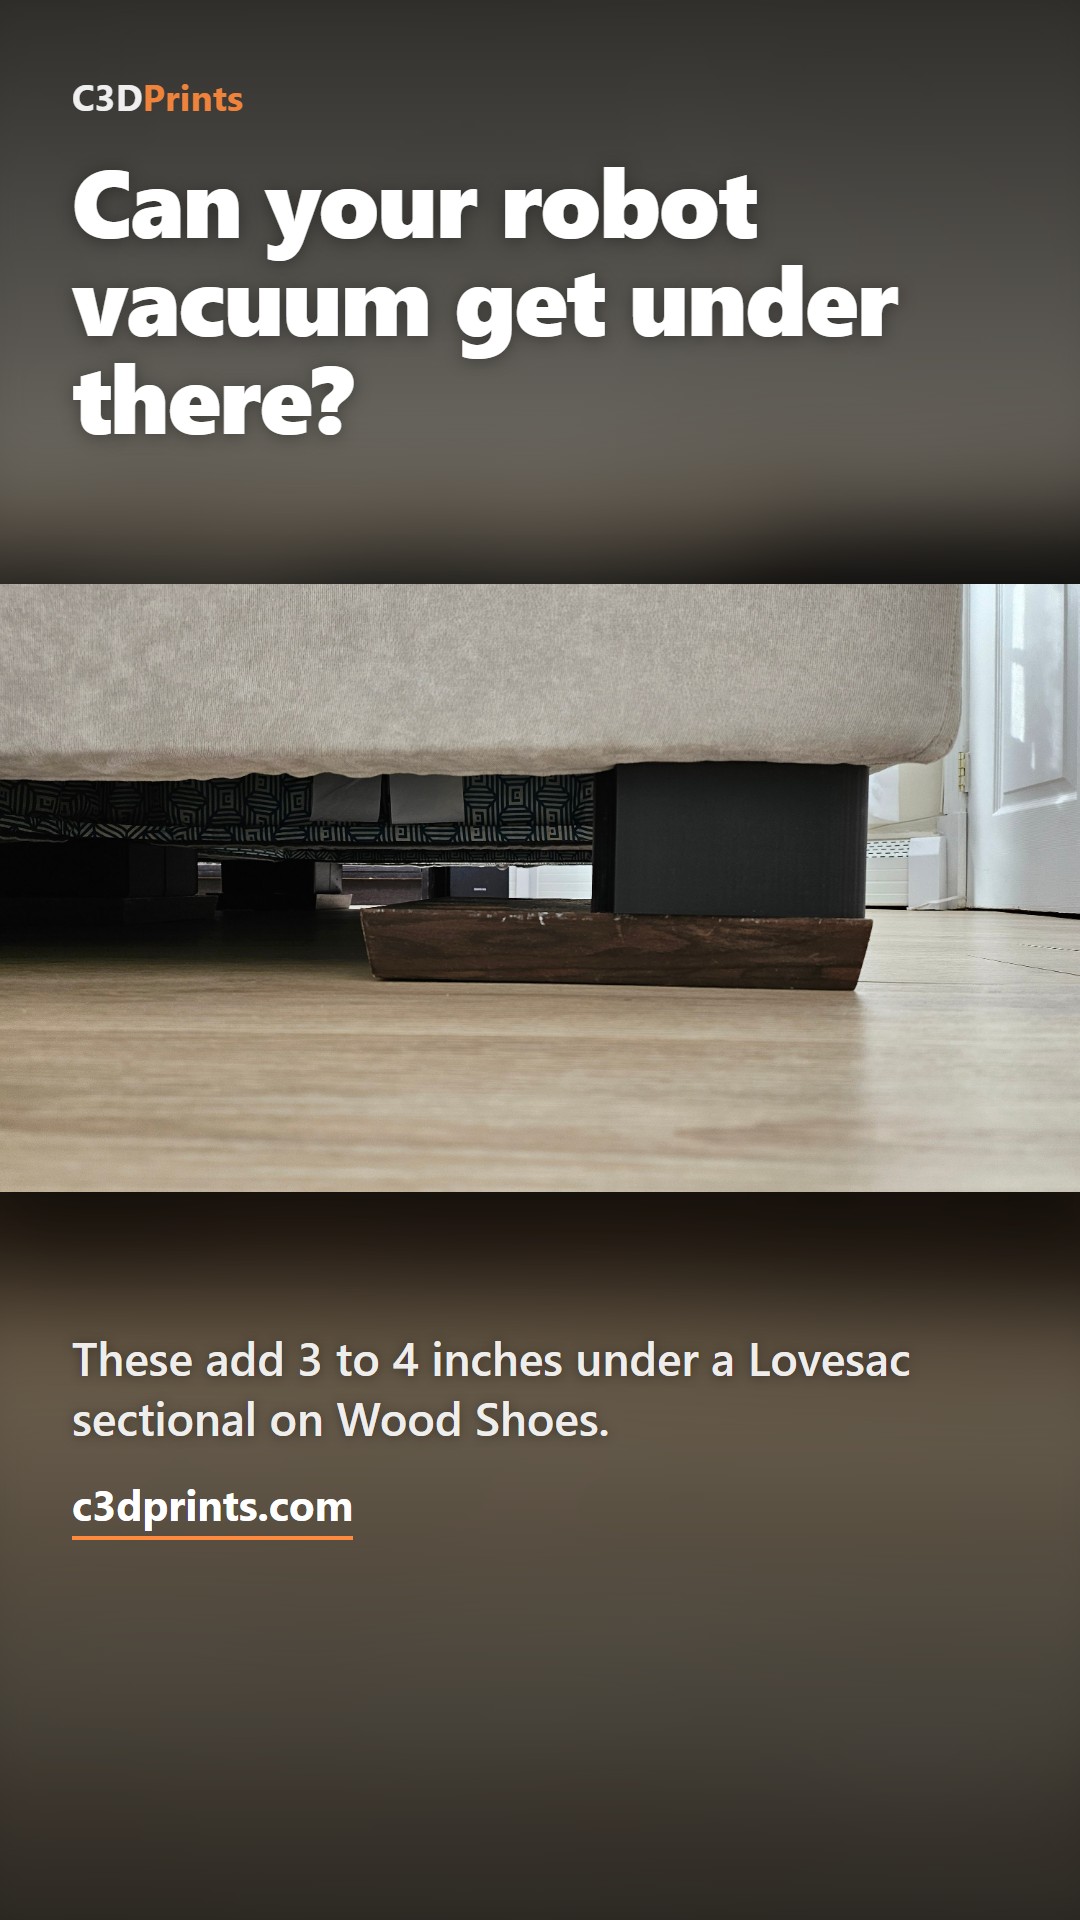 C3DPrints
Can your robot
vacuum get under
there?
These add 3 to 4 inches under a Lovesac
sectional on Wood Shoes.
c3dprints.com